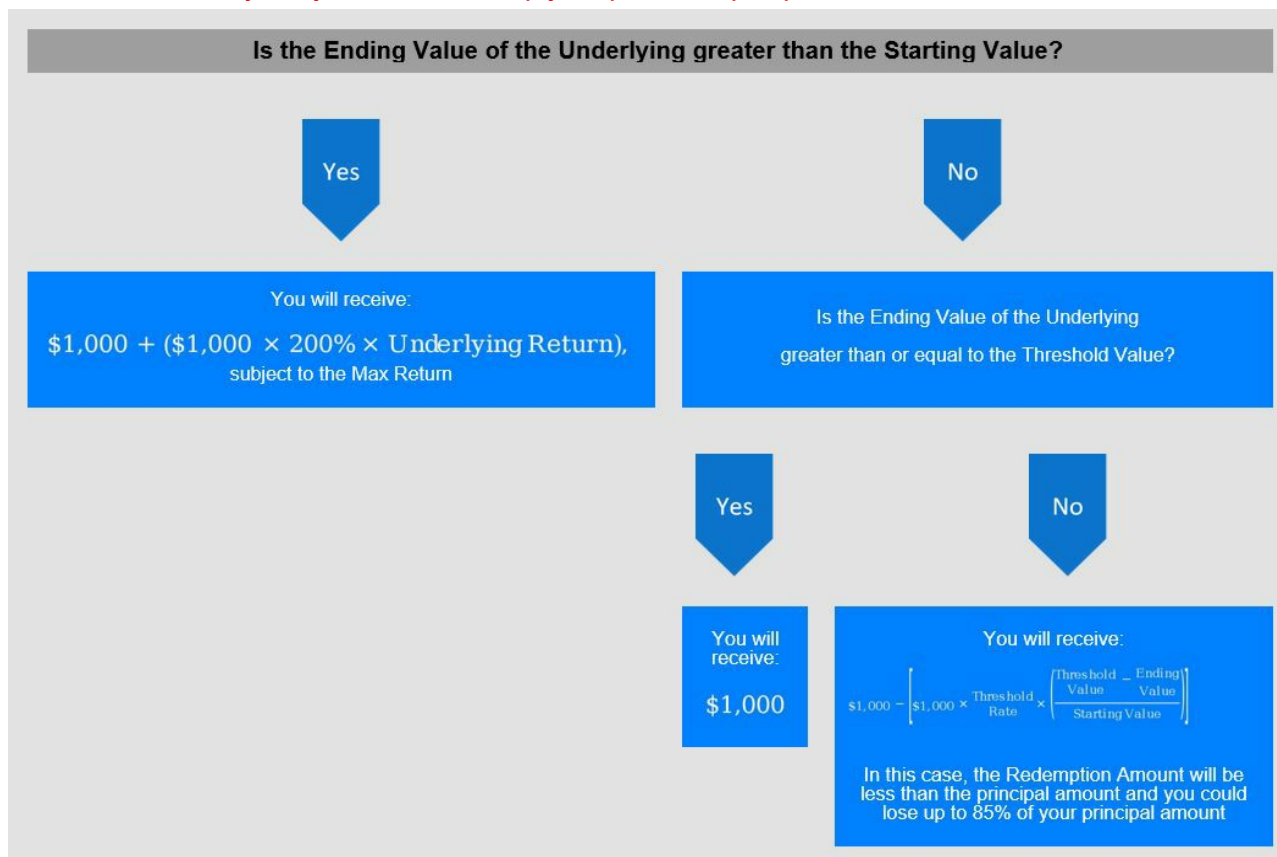 Is the Ending Value of the Underlying greater than the Starting Value?
Yes
No
You will receive:
$1,000 + ($1,000 × 200% × Underlying Return),
subject to the Max Return
Is the Ending Value of the Underlying
greater than or equal to the Threshold Value?
Yes
No
You will
receive:
$1,000
You will receive:
$1,000 − [$1,000 × Threshold Rate × ((Threshold Value − Ending Value) / Starting Value)]
In this case, the Redemption Amount will be
less than the principal amount and you could
lose up to 85% of your principal amount